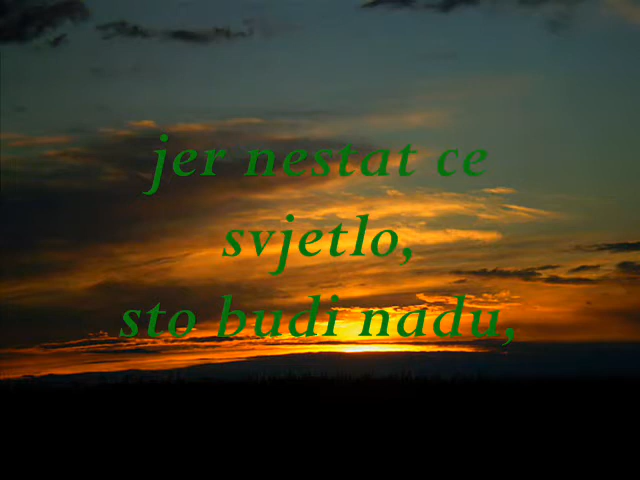 jer nestat ce
svjetlo,
sto budi nadu,